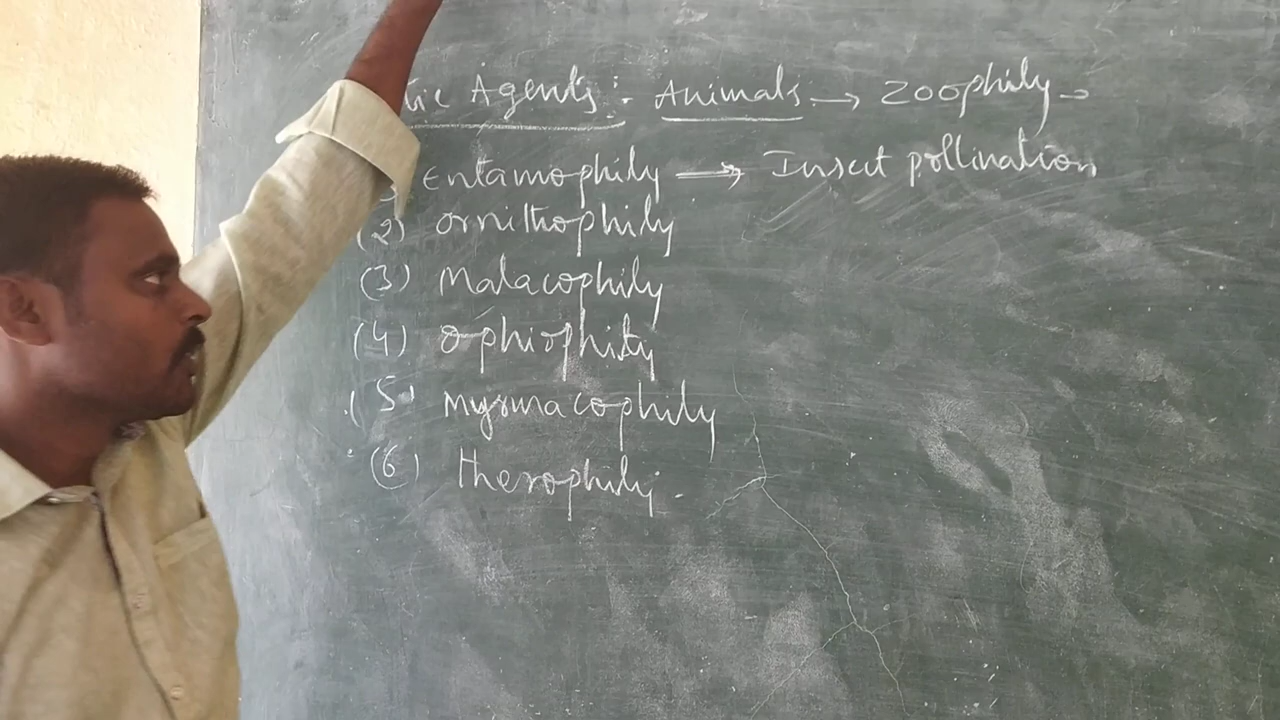 tic Agents:- Animals → Zoophily →
Entamophily → Insect pollination
(2) Ornithophily
(3) Malacophily
(4) Ophiophily
(5) Myrmacophily
(6) therophily.